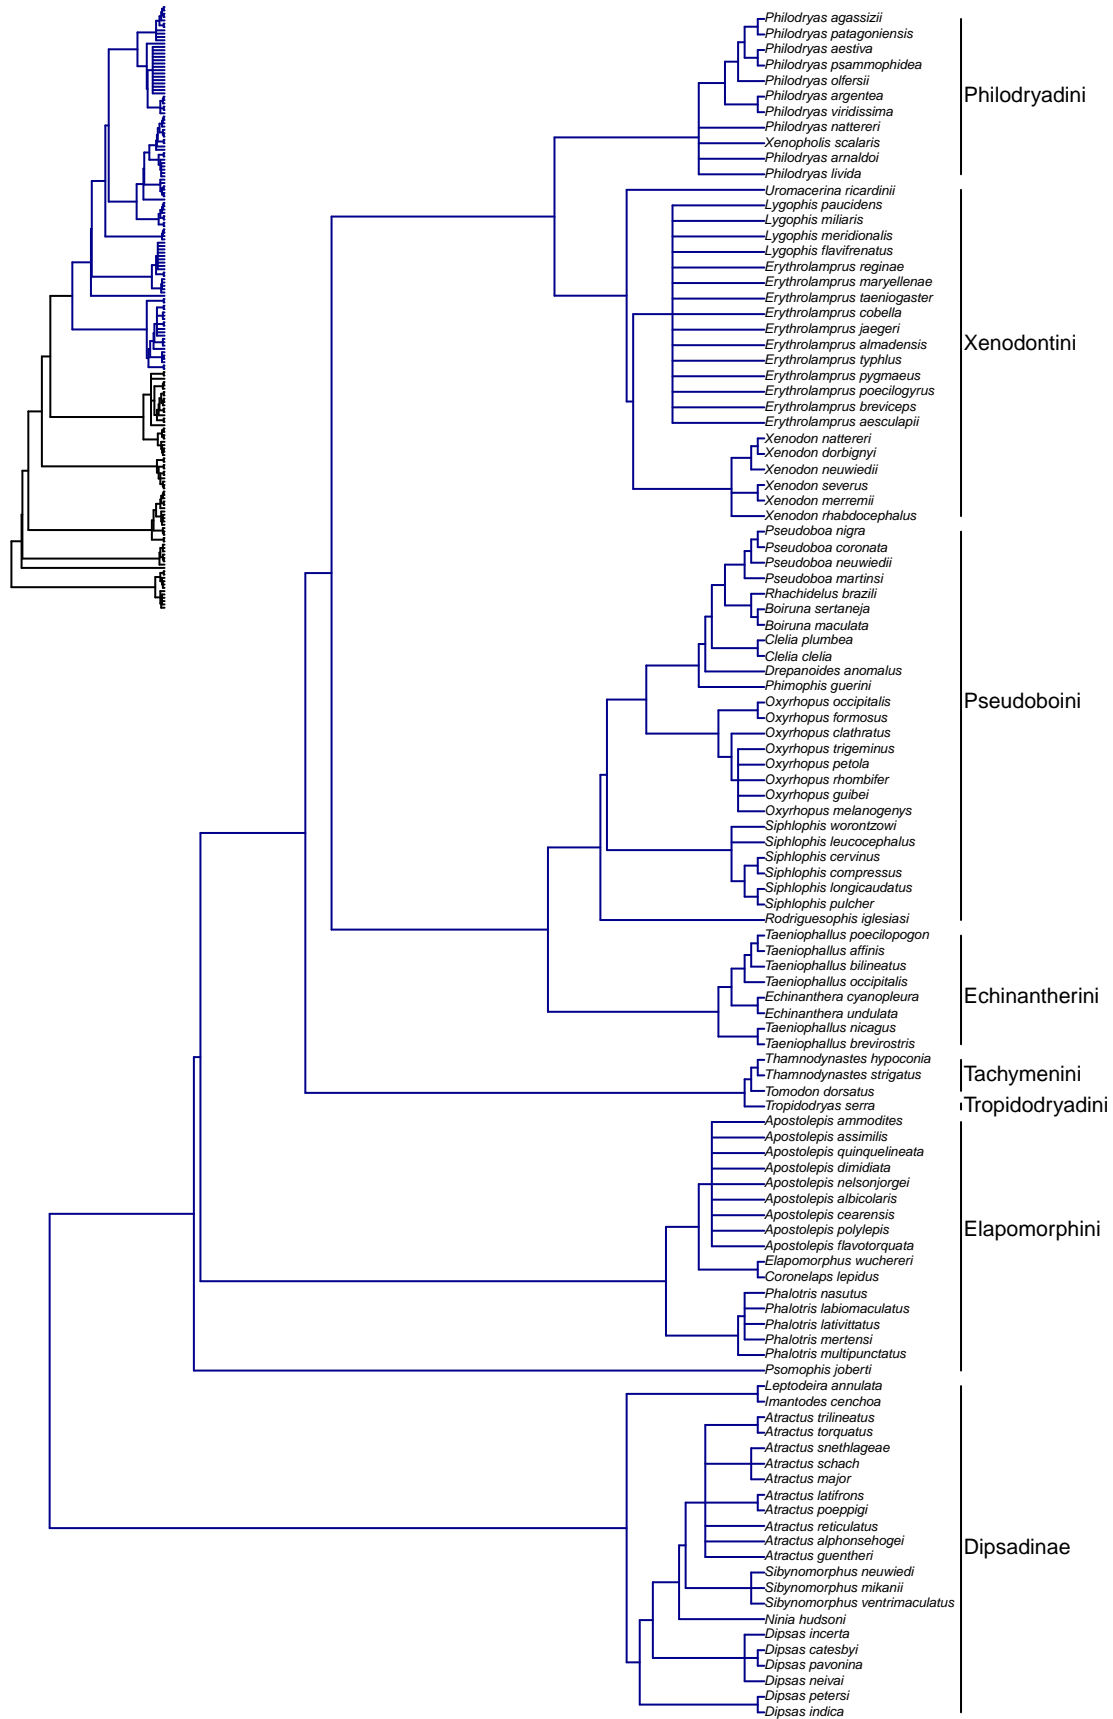 Philodryas agassizii
Philodryas patagoniensis
Philodryas aestiva
Philodryas psammophidea
Philodryas olfersii
Philodryas argentea
Philodryas viridissima
Philodryas nattereri
Xenopholis scalaris
Philodryas arnaldoi
Philodryas livida
Philodryadini
Uromacerina ricardinii
Lygophis paucidens
Lygophis miliaris
Lygophis meridionalis
Lygophis flavifrenatus
Erythrolamprus reginae
Erythrolamprus maryellenae
Erythrolamprus taeniogaster
Erythrolamprus cobella
Erythrolamprus jaegeri
Erythrolamprus almadensis
Erythrolamprus typhlus
Erythrolamprus pygmaeus
Erythrolamprus poecilogyrus
Erythrolamprus breviceps
Erythrolamprus aesculapii
Xenodon nattereri
Xenodon dorbignyi
Xenodon neuwiedii
Xenodon severus
Xenodon merremii
Xenodon rhabdocephalus
Xenodontini
Pseudoboa nigra
Pseudoboa coronata
Pseudoboa neuwiedii
Pseudoboa martinsi
Rhachidelus brazili
Boiruna sertaneja
Boiruna maculata
Clelia plumbea
Clelia clelia
Drepanoides anomalus
Phimophis guerini
Oxyrhopus occipitalis
Oxyrhopus formosus
Oxyrhopus clathratus
Oxyrhopus trigeminus
Oxyrhopus petola
Oxyrhopus rhombifer
Oxyrhopus guibei
Oxyrhopus melanogenys
Siphlophis worontzowi
Siphlophis leucocephalus
Siphlophis cervinus
Siphlophis compressus
Siphlophis longicaudatus
Siphlophis pulcher
Rodriguesophis iglesiasi
Pseudoboini
Taeniophallus poecilopogon
Taeniophallus affinis
Taeniophallus bilineatus
Taeniophallus occipitalis
Echinanthera cyanopleura
Echinanthera undulata
Taeniophallus nicagus
Taeniophallus brevirostris
Echinantherini
Thamnodynastes hypoconia
Thamnodynastes strigatus
Tomodon dorsatus
Tachymenini
Tropidodryas serra
Tropidodryadini
Apostolepis ammodites
Apostolepis assimilis
Apostolepis quinquelineata
Apostolepis dimidiata
Apostolepis nelsonjorgei
Apostolepis albicolaris
Apostolepis cearensis
Apostolepis polylepis
Apostolepis flavotorquata
Elapomorphus wuchereri
Coronelaps lepidus
Phalotris nasutus
Phalotris labiomaculatus
Phalotris lativittatus
Phalotris mertensi
Phalotris multipunctatus
Psomophis joberti
Elapomorphini
Leptodeira annulata
Imantodes cenchoa
Atractus trilineatus
Atractus torquatus
Atractus snethlageae
Atractus schach
Atractus major
Atractus latifrons
Atractus poeppigi
Atractus reticulatus
Atractus alphonsehogei
Atractus guentheri
Sibynomorphus neuwiedi
Sibynomorphus mikanii
Sibynomorphus ventrimaculatus
Ninia hudsoni
Dipsas incerta
Dipsas catesbyi
Dipsas pavonina
Dipsas neivai
Dipsas petersi
Dipsas indica
Dipsadinae